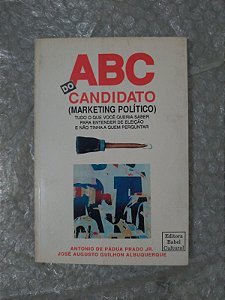 ABC
DO
CANDIDATO
(MARKETING POLÍTICO)
TUDO O QUE VOCÊ QUERIA SABER
PARA ENTENDER DE ELEIÇÃO
E NÃO TINHA A QUEM PERGUNTAR
Editora
Babel
Cultural
ANTONIO DE PÁDUA PRADO JR.
JOSÉ AUGUSTO GUILHON ALBUQUERQUE